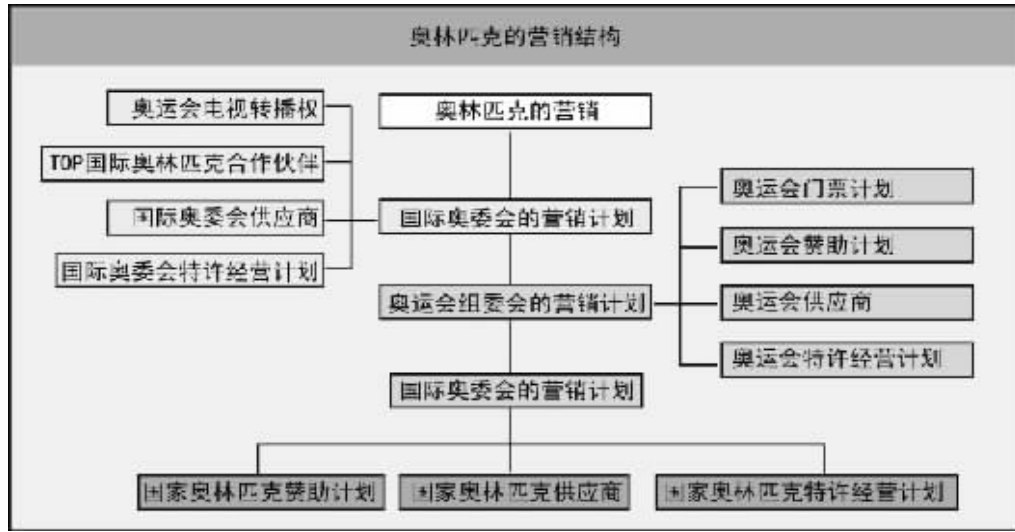 奥林匹克的营销结构
奥运会电视转播权
奥林匹克的营销
TOP国际奥林匹克合作伙伴
奥运会门票计划
国际奥委会供应商
国际奥委会的营销计划
奥运会赞助计划
国际奥委会特许经营计划
奥运会组委会的营销计划
奥运会供应商
奥运会特许经营计划
国际奥委会的营销计划
国家奥林匹克赞助计划
国家奥林匹克供应商
国家奥林匹克特许经营计划